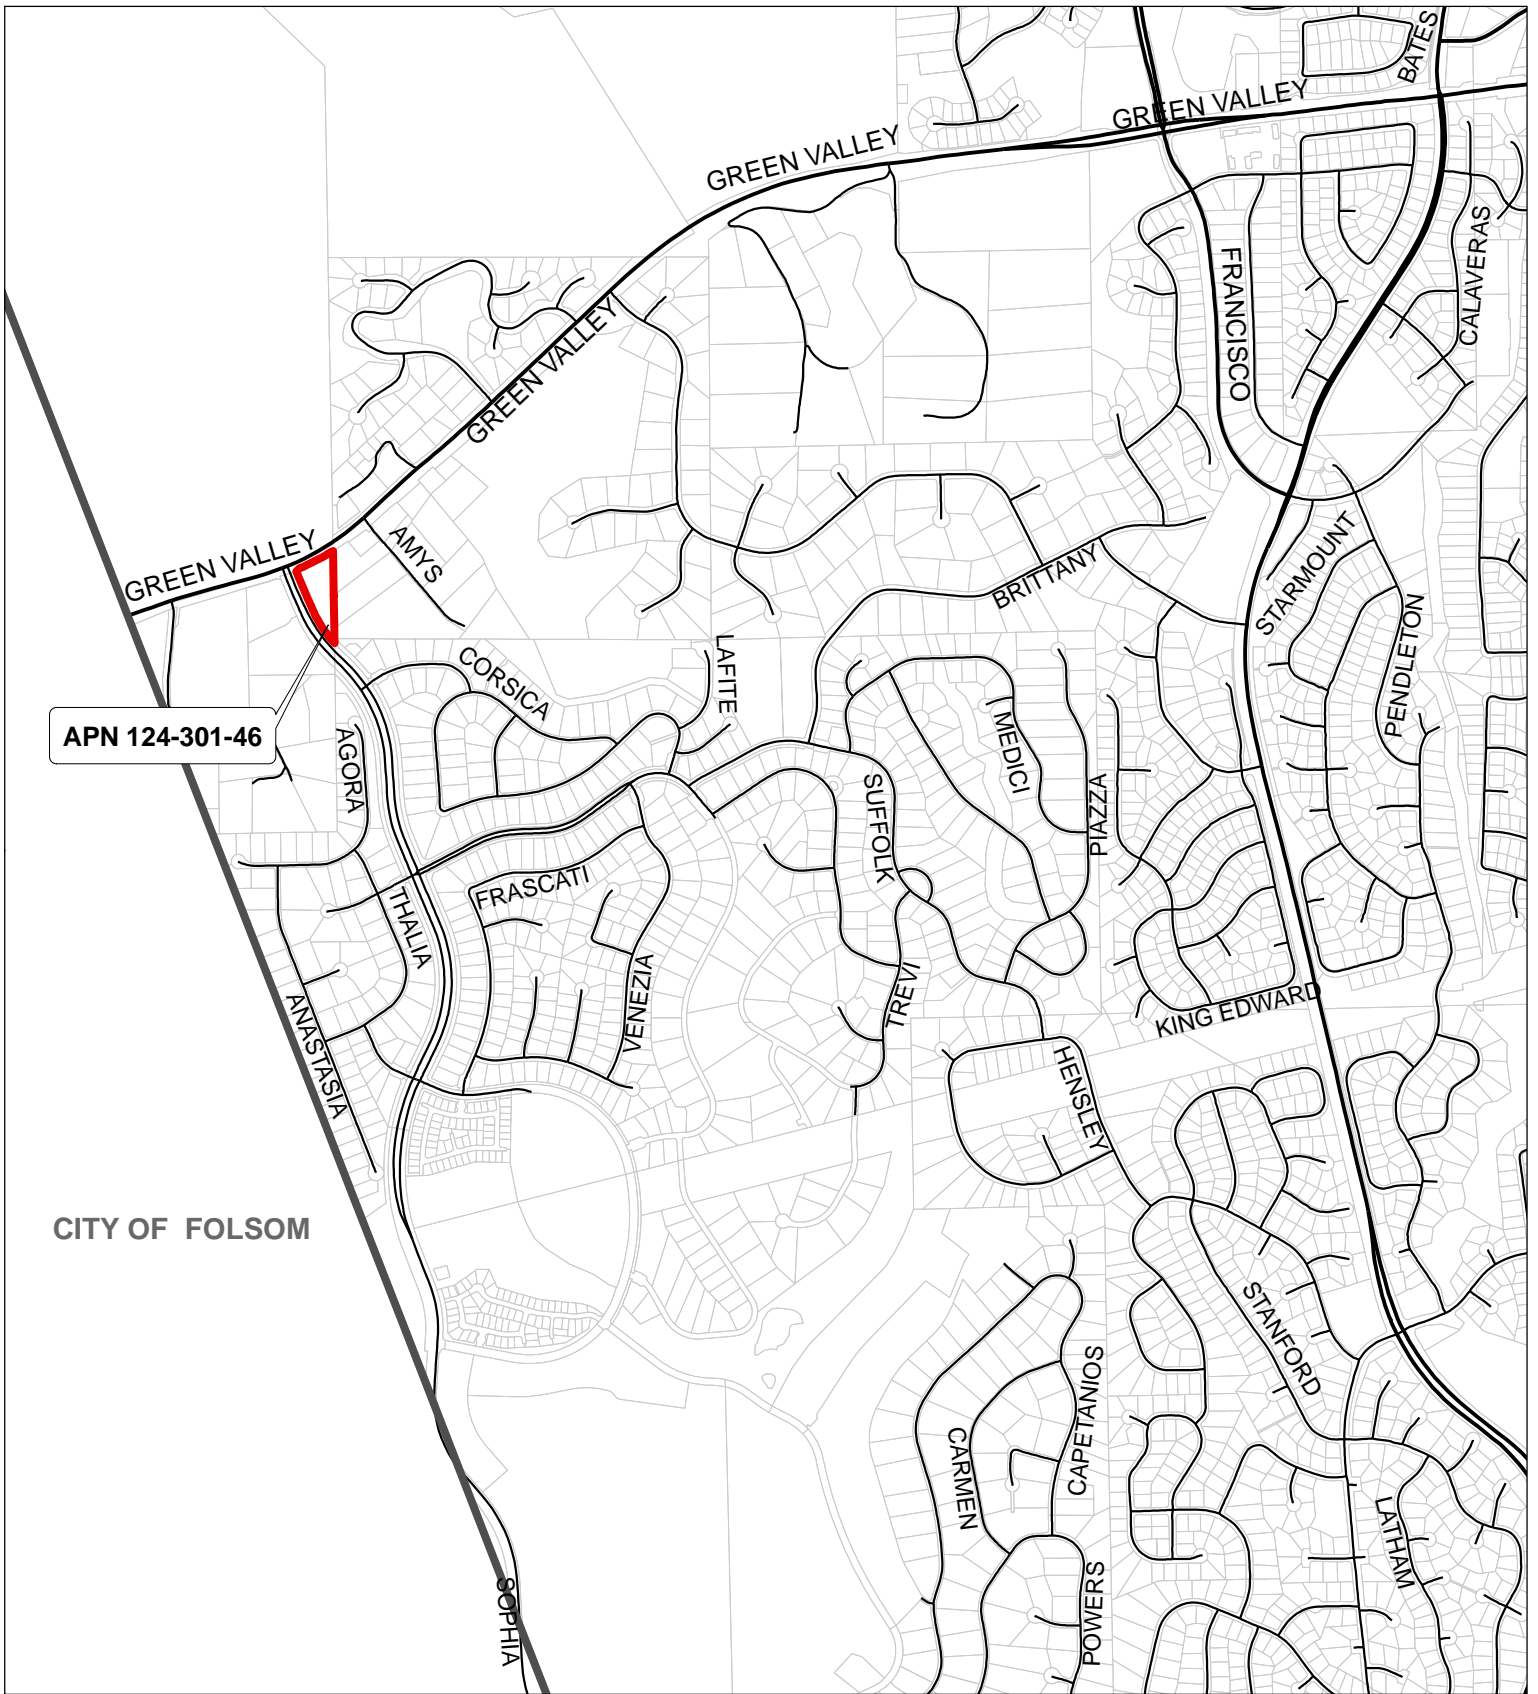 BATES
GREEN VALLEY
GREEN VALLEY
CALAVERAS
FRANCISCO
GREEN VALLEY
GREEN VALLEY
AMYS
STARMOUNT
BRITTANY
PENDLETON
LAFITE
CORSICA
MEDICI
APN 124-301-46
AGORA
SUFFOLK
PIAZZA
FRASCATI
THALIA
VENEZIA
TREVI
ANASTASIA
KING EDWARD
HENSLEY
CITY OF FOLSOM
STANFORD
CAPETANIOS
CARMEN
LATHAM
POWERS
SOPHIA